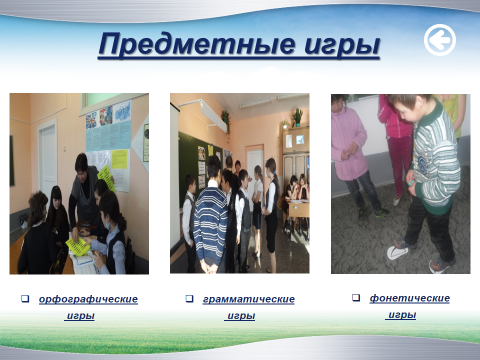 Предметные игры
орфографические
игры
грамматические
игры
фонетические
игры